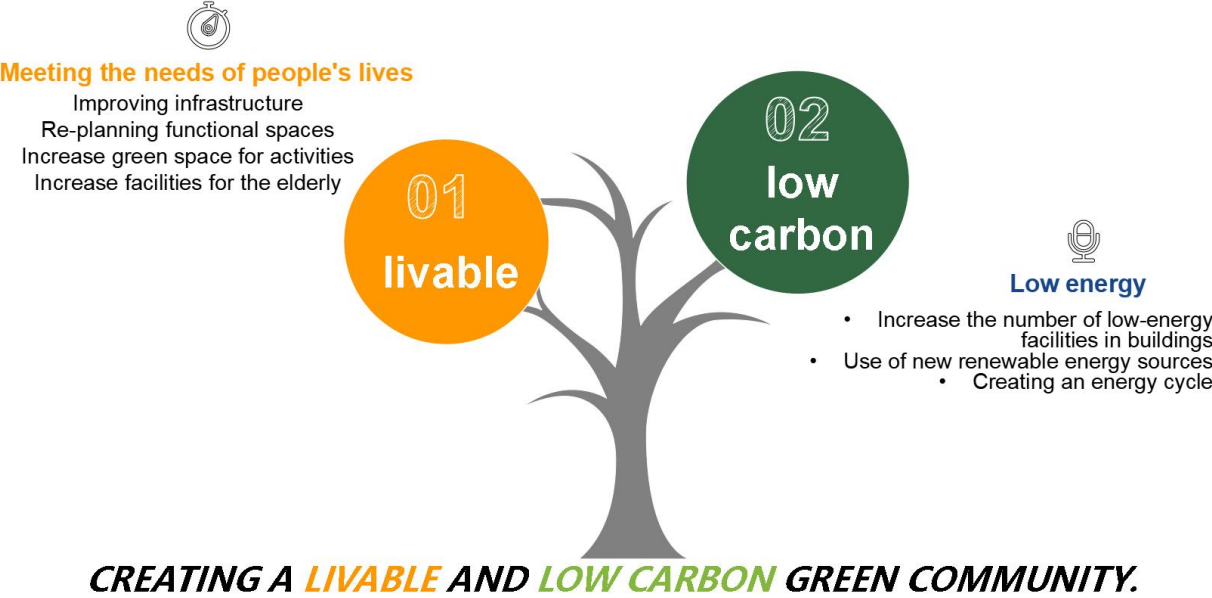 Meeting the needs of people's lives
Improving infrastructure
Re-planning functional spaces
Increase green space for activities
Increase facilities for the elderly
01
livable
02
low
carbon
Low energy
• Increase the number of low-energy
facilities in buildings
• Use of new renewable energy sources
• Creating an energy cycle
CREATING A LIVABLE AND LOW CARBON GREEN COMMUNITY.